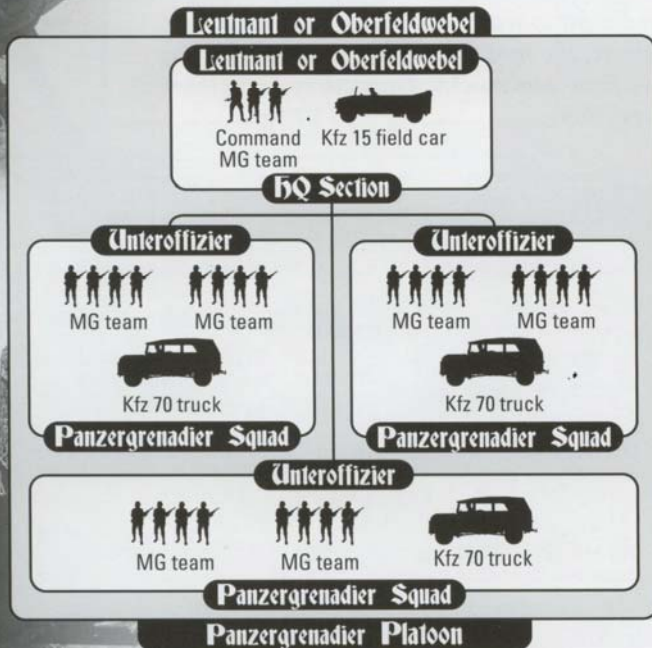 Leutnant or Oberfeldwebel
Leutnant or Oberfeldwebel
Command
MG team
Kfz 15 field car
HQ Section
Unteroffizier
MG team
MG team
Kfz 70 truck
Panzergrenadier Squad
Unteroffizier
MG team
MG team
Kfz 70 truck
Panzergrenadier Squad
Unteroffizier
MG team
MG team
Kfz 70 truck
Panzergrenadier Squad
Panzergrenadier Platoon